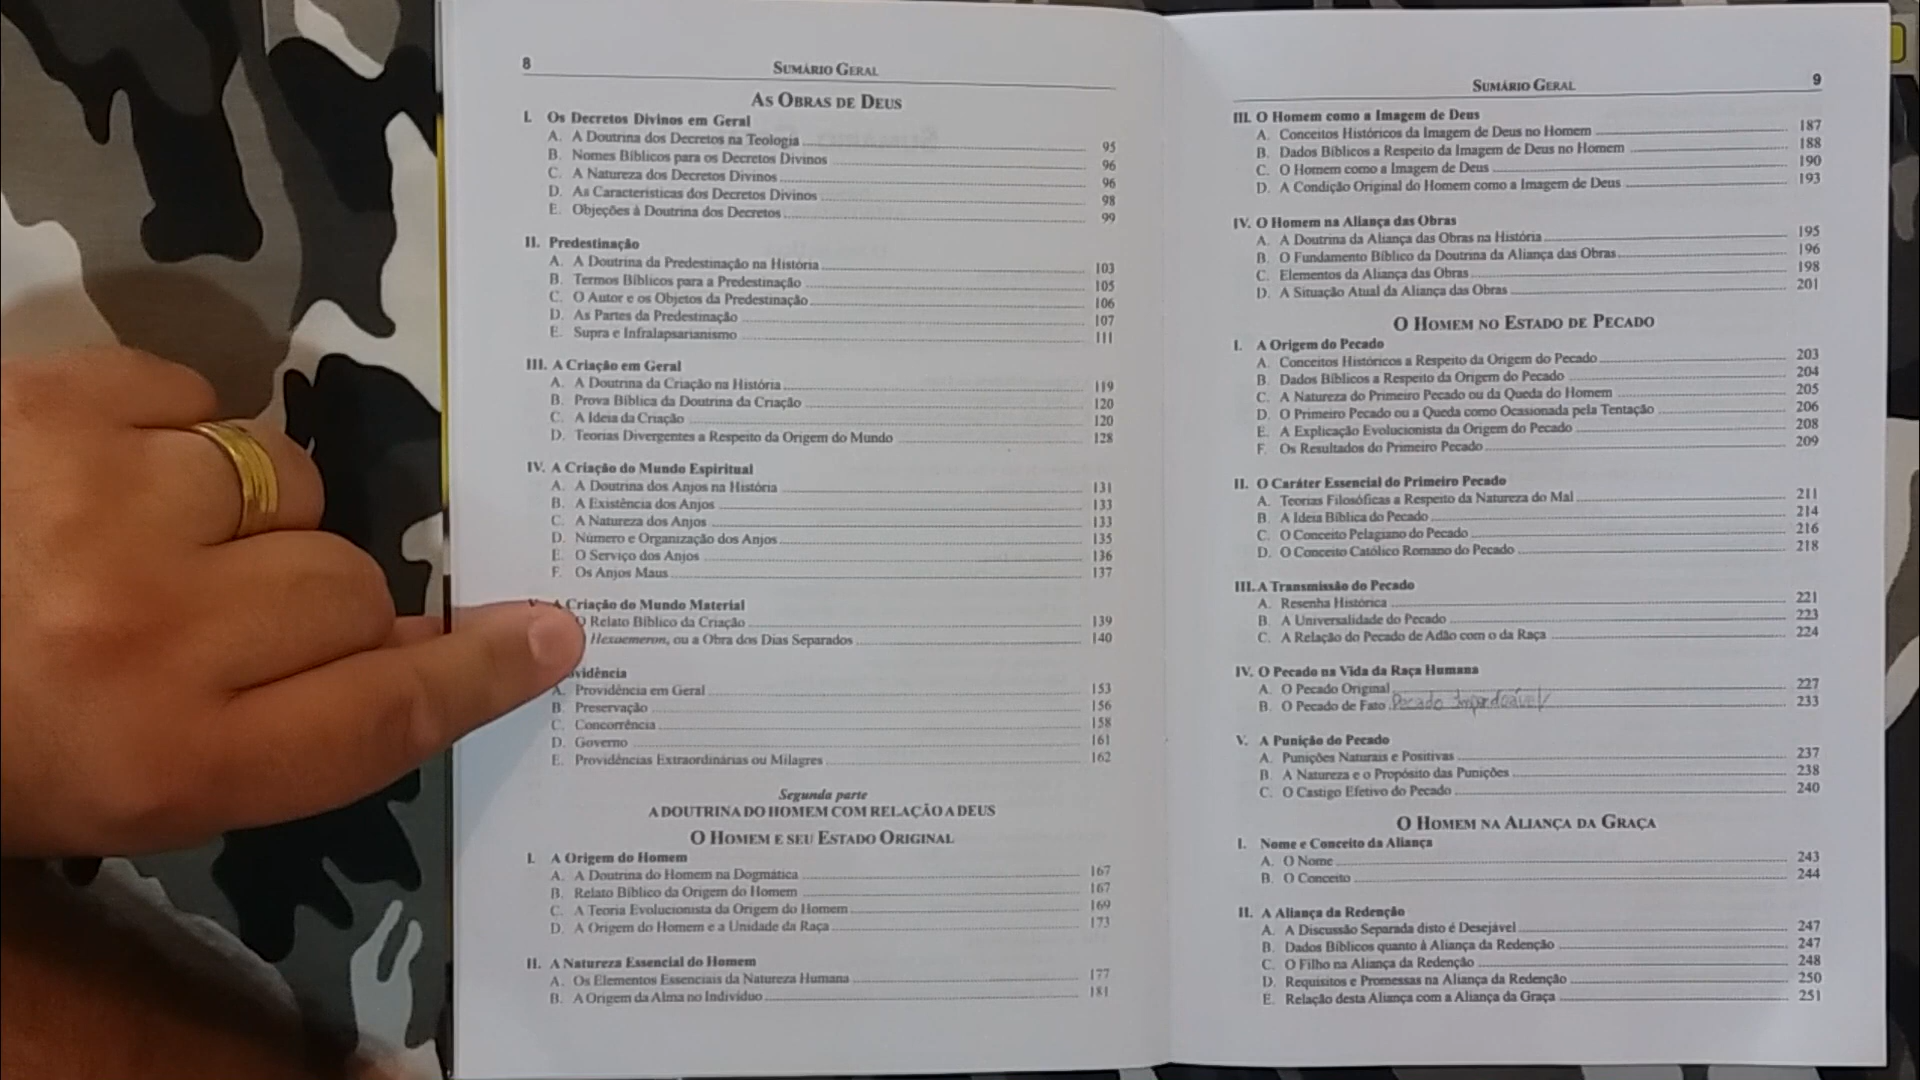 8
SUMÁRIO GERAL
AS OBRAS DE DEUS
I. Os Decretos Divinos em Geral
A. A Doutrina dos Decretos na Teologia 95
B. Nomes Bíblicos para os Decretos Divinos 96
C. A Natureza dos Decretos Divinos 96
D. As Características dos Decretos Divinos 98
E. Objeções à Doutrina dos Decretos 99
II. Predestinação
A. A Doutrina da Predestinação na História 103
B. Termos Bíblicos para a Predestinação 105
C. O Autor e os Objetos da Predestinação 106
D. As Partes da Predestinação 107
E. Supra e Infralapsarianismo 111
III. A Criação em Geral
A. A Doutrina da Criação na História 119
B. Prova Bíblica da Doutrina da Criação 120
C. A Ideia da Criação 120
D. Teorias Divergentes a Respeito da Origem do Mundo 128
IV. A Criação do Mundo Espiritual
A. A Doutrina dos Anjos na História 131
B. A Existência dos Anjos 133
C. A Natureza dos Anjos 133
D. Número e Organização dos Anjos 135
E. O Serviço dos Anjos 136
F. Os Anjos Maus 137
V. A Criação do Mundo Material
O Relato Bíblico da Criação 139
Hexaemeron, ou a Obra dos Dias Separados 140
vidência
A. Providência em Geral 153
B. Preservação 156
C. Concorrência 158
D. Governo 161
E. Providências Extraordinárias ou Milagres 162
Segunda parte
A DOUTRINA DO HOMEM COM RELAÇÃO A DEUS
O HOMEM E SEU ESTADO ORIGINAL
I. A Origem do Homem
A. A Doutrina do Homem na Dogmática 167
B. Relato Bíblico da Origem do Homem 167
C. A Teoria Evolucionista da Origem do Homem 169
D. A Origem do Homem e a Unidade da Raça 173
II. A Natureza Essencial do Homem
A. Os Elementos Essenciais da Natureza Humana 177
B. A Origem da Alma no Indivíduo 181
SUMÁRIO GERAL
9
III. O Homem como a Imagem de Deus
A. Conceitos Históricos da Imagem de Deus no Homem 187
B. Dados Bíblicos a Respeito da Imagem de Deus no Homem 188
C. O Homem como a Imagem de Deus 190
D. A Condição Original do Homem como a Imagem de Deus 193
IV. O Homem na Aliança das Obras
A. A Doutrina da Aliança das Obras na História 195
B. O Fundamento Bíblico da Doutrina da Aliança das Obras 196
C. Elementos da Aliança das Obras 198
D. A Situação Atual da Aliança das Obras 201
O HOMEM NO ESTADO DE PECADO
I. A Origem do Pecado
A. Conceitos Históricos a Respeito da Origem do Pecado 203
B. Dados Bíblicos a Respeito da Origem do Pecado 204
C. A Natureza do Primeiro Pecado ou da Queda do Homem 205
D. O Primeiro Pecado ou a Queda como Ocasionada pela Tentação 206
E. A Explicação Evolucionista da Origem do Pecado 208
F. Os Resultados do Primeiro Pecado 209
II. O Caráter Essencial do Primeiro Pecado
A. Teorias Filosóficas a Respeito da Natureza do Mal 211
B. A Ideia Bíblica do Pecado 214
C. O Conceito Pelagiano do Pecado 216
D. O Conceito Católico Romano do Pecado 218
III. A Transmissão do Pecado
A. Resenha Histórica 221
B. A Universalidade do Pecado 223
C. A Relação do Pecado de Adão com o da Raça 224
IV. O Pecado na Vida da Raça Humana
A. O Pecado Original 227
B. O Pecado de Fato Pecado Imperdoável 233
V. A Punição do Pecado
A. Punições Naturais e Positivas 237
B. A Natureza e o Propósito das Punições 238
C. O Castigo Efetivo do Pecado 240
O HOMEM NA ALIANÇA DA GRAÇA
I. Nome e Conceito da Aliança
A. O Nome 243
B. O Conceito 244
II. A Aliança da Redenção
A. A Discussão Separada disto é Desejável 247
B. Dados Bíblicos quanto à Aliança da Redenção 247
C. O Filho na Aliança da Redenção 248
D. Requisitos e Promessas na Aliança da Redenção 250
E. Relação desta Aliança com a Aliança da Graça 251